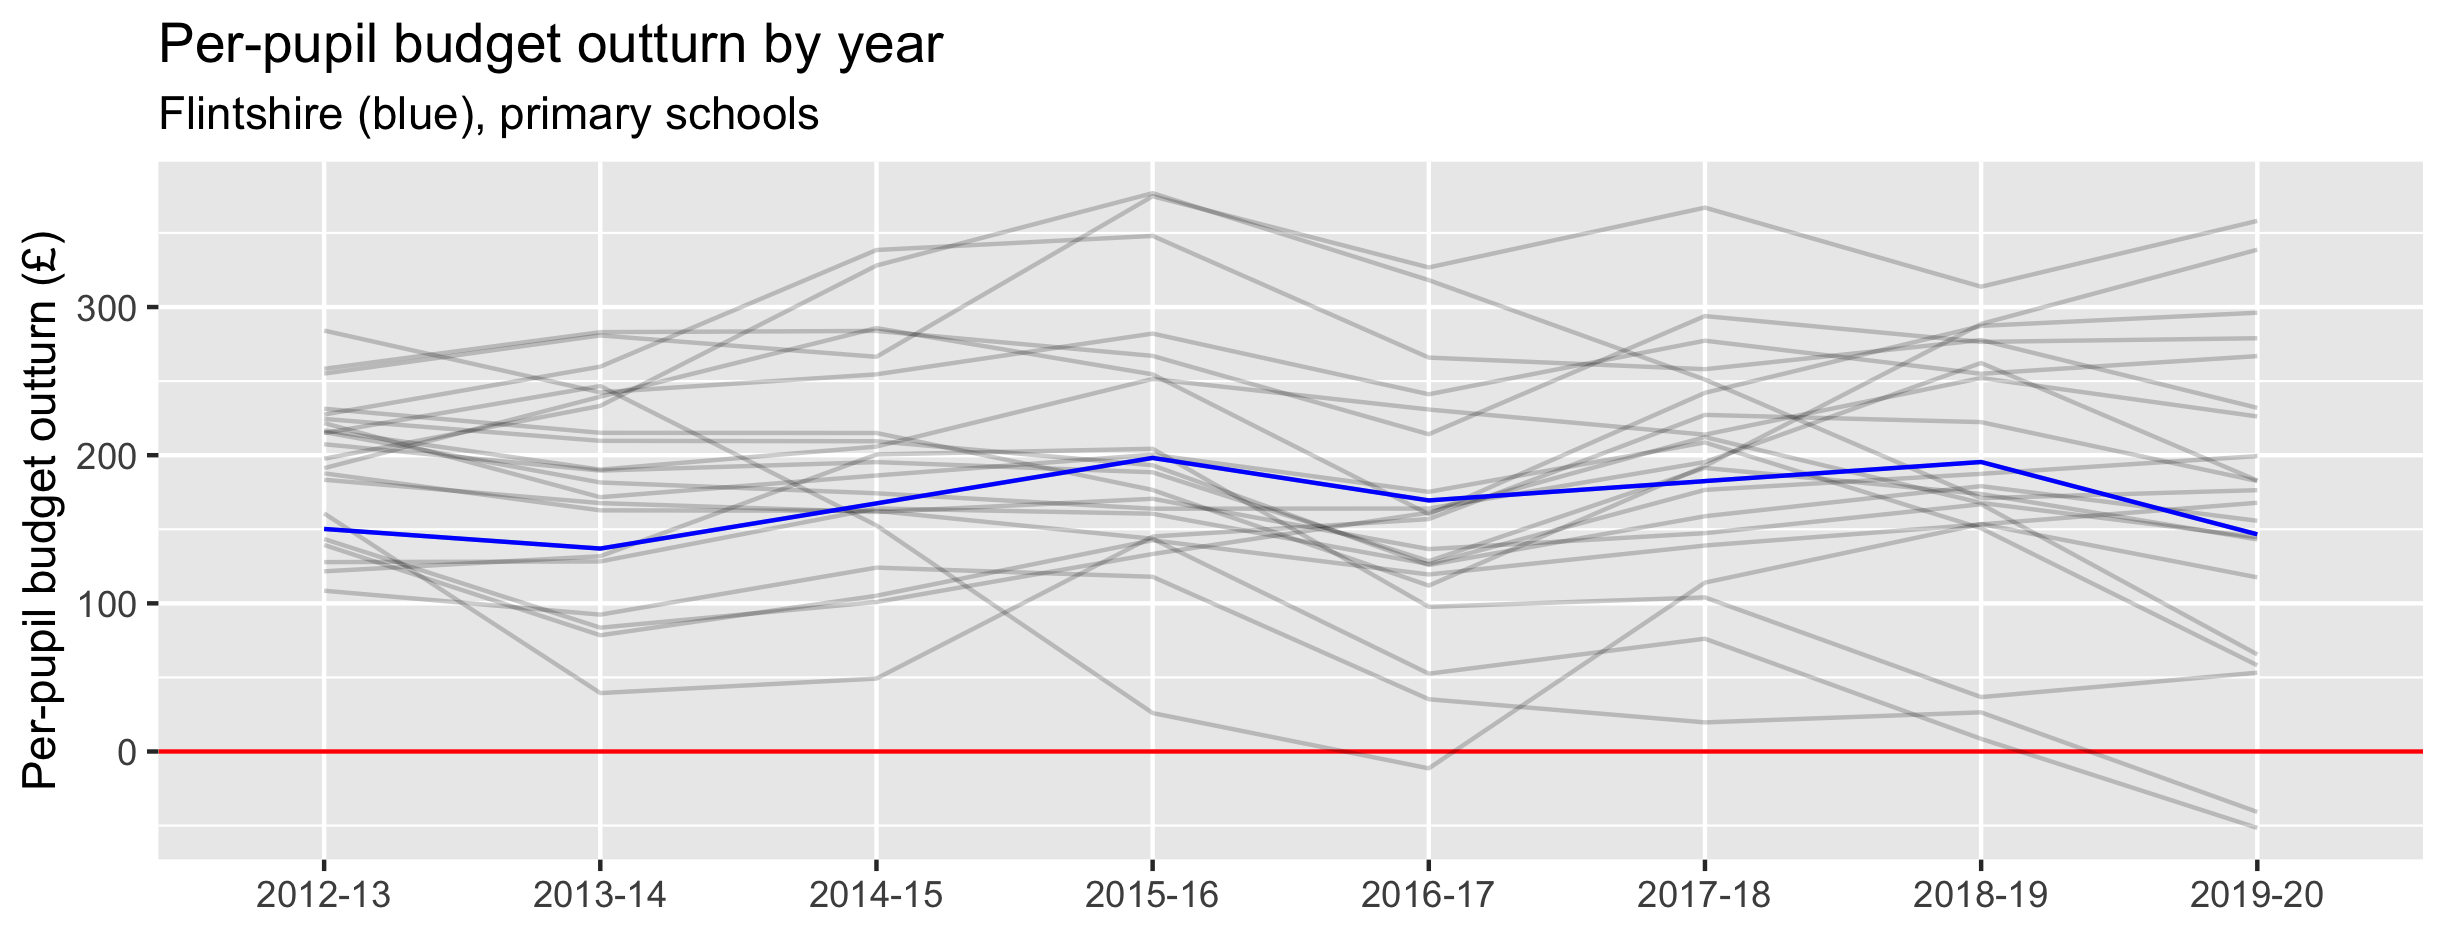 Per-pupil budget outturn by year
Flintshire (blue), primary schools
Per-pupil budget outturn (£)
300
200
100
0
2012-13 2013-14 2014-15 2015-16 2016-17 2017-18 2018-19 2019-20